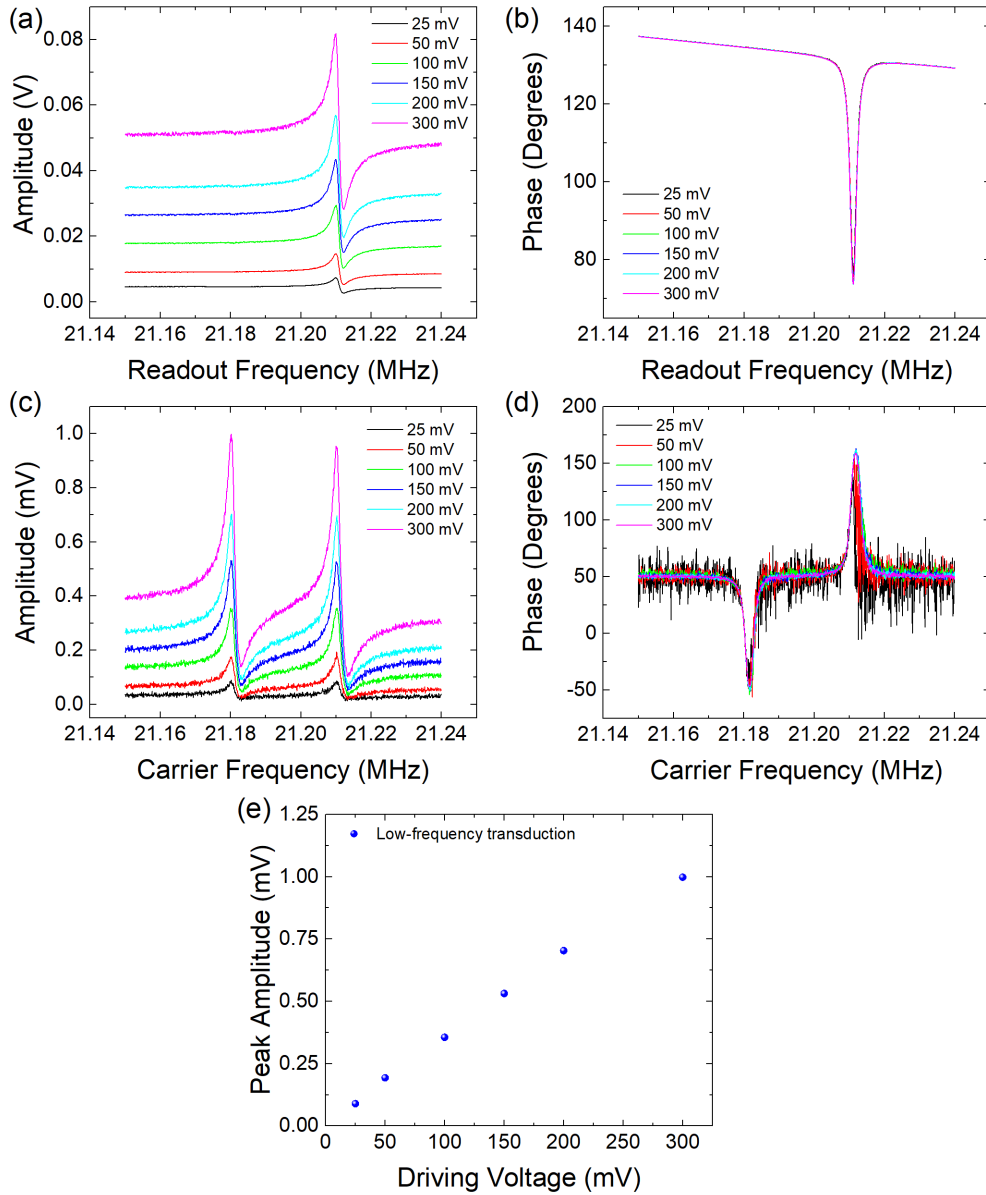 (a)
Amplitude (V)
0.08
0.06
0.04
0.02
0.00
25 mV
50 mV
100 mV
150 mV
200 mV
300 mV
21.14 21.16 21.18 21.20 21.22 21.24
Readout Frequency (MHz)
(b)
Phase (Degrees)
140
120
100
80
25 mV
50 mV
100 mV
150 mV
200 mV
300 mV
21.14 21.16 21.18 21.20 21.22 21.24
Readout Frequency (MHz)
(c)
Amplitude (mV)
1.0
0.8
0.6
0.4
0.2
0.0
25 mV
50 mV
100 mV
150 mV
200 mV
300 mV
21.14 21.16 21.18 21.20 21.22 21.24
Carrier Frequency (MHz)
(d)
Phase (Degrees)
200
150
100
50
0
-50
25 mV
50 mV
100 mV
150 mV
200 mV
300 mV
21.14 21.16 21.18 21.20 21.22 21.24
Carrier Frequency (MHz)
(e)
Peak Amplitude (mV)
1.25
1.00
0.75
0.50
0.25
0.00
Low-frequency transduction
0 50 100 150 200 250 300
Driving Voltage (mV)